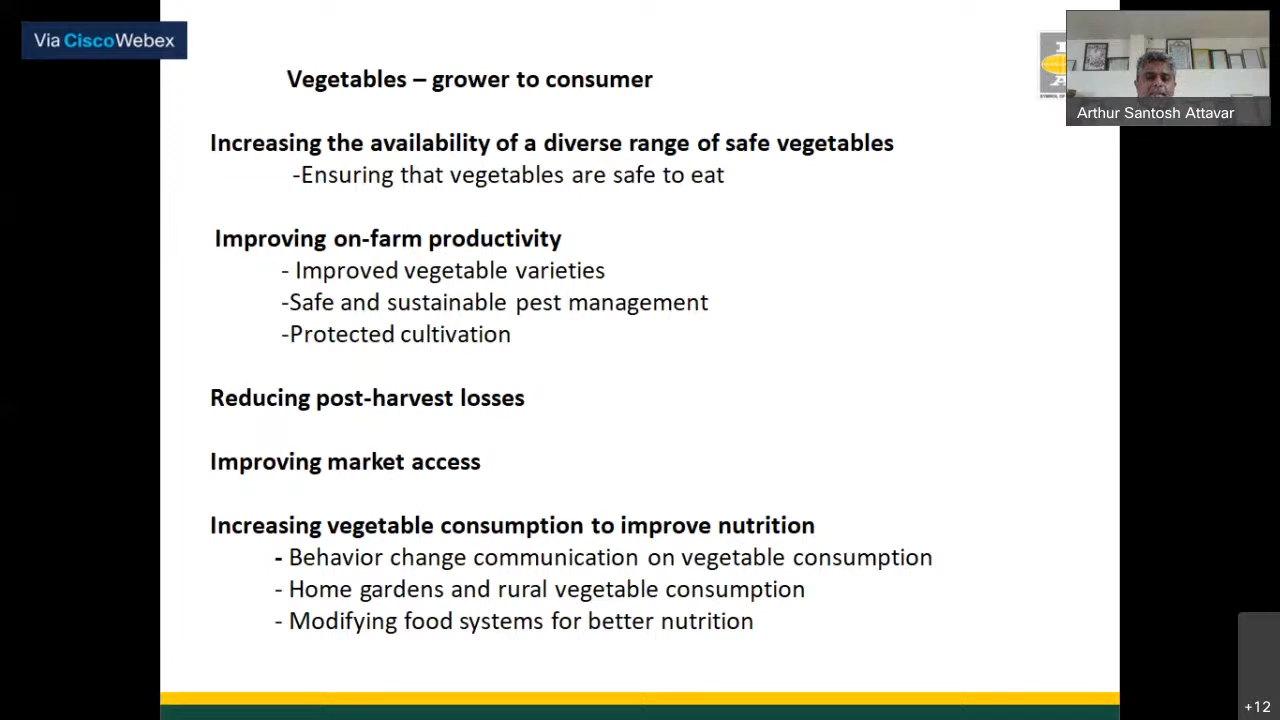 Via CiscoWebex
Vegetables – grower to consumer
Arthur Santosh Attavar
Increasing the availability of a diverse range of safe vegetables
-Ensuring that vegetables are safe to eat
Improving on-farm productivity
- Improved vegetable varieties
-Safe and sustainable pest management
-Protected cultivation
Reducing post-harvest losses
Improving market access
Increasing vegetable consumption to improve nutrition
- Behavior change communication on vegetable consumption
- Home gardens and rural vegetable consumption
- Modifying food systems for better nutrition
+12